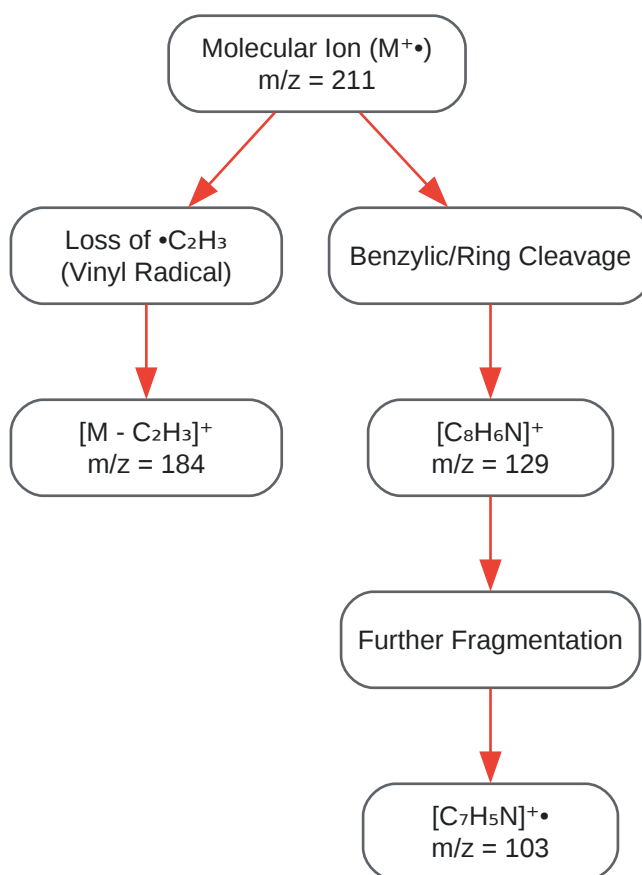 Molecular Ion (M⁺•)
m/z = 211
Loss of •C₂H₃
(Vinyl Radical)
Benzylic/Ring Cleavage
[M - C₂H₃]⁺
m/z = 184
[C₈H₆N]⁺
m/z = 129
Further Fragmentation
[C₇H₅N]⁺•
m/z = 103